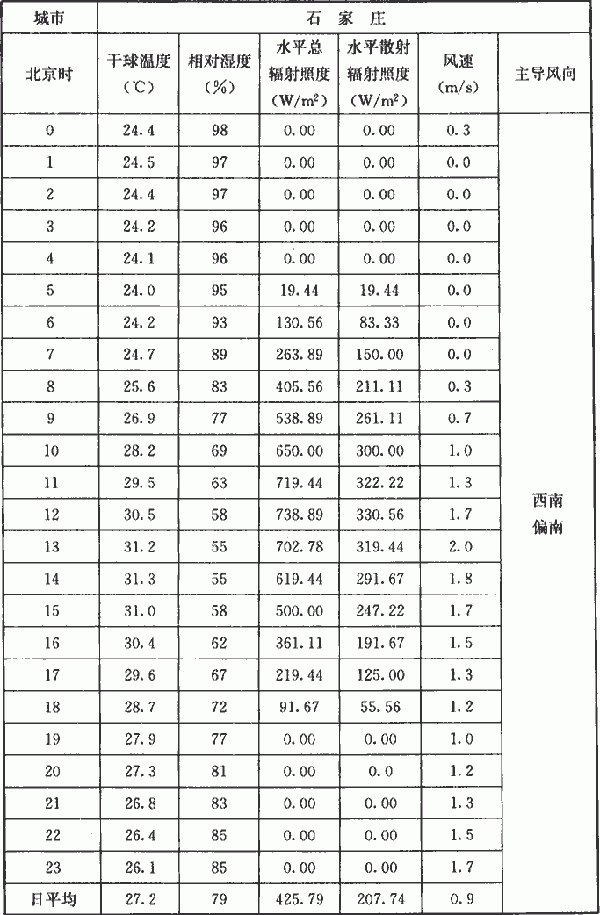 城市 石家庄
北京时 干球温度(℃) 相对湿度(%) 水平总辐射照度(W/m²) 水平散射辐射照度(W/m²) 风速(m/s) 主导风向
0 24.4 98 0.00 0.00 0.3
1 24.5 97 0.00 0.00 0.0
2 24.4 97 0.00 0.00 0.0
3 24.2 96 0.00 0.00 0.0
4 24.1 96 0.00 0.00 0.0
5 24.0 95 19.44 19.44 0.0
6 24.2 93 130.56 83.33 0.0
7 24.7 89 263.89 150.00 0.0
8 25.6 83 405.56 211.11 0.3
9 26.9 77 538.89 261.11 0.7
10 28.2 69 650.00 300.00 1.0
11 29.5 63 719.44 322.22 1.3
12 30.5 58 738.89 330.56 1.7
13 31.2 55 702.78 319.44 2.0
14 31.3 55 619.44 291.67 1.8
15 31.0 58 500.00 247.22 1.7
16 30.4 62 361.11 191.67 1.5
17 29.6 67 219.44 125.00 1.3
18 28.7 72 91.67 55.56 1.2
19 27.9 77 0.00 0.00 1.0
20 27.3 81 0.00 0.0 1.2
21 26.8 83 0.00 0.00 1.3
22 26.4 85 0.00 0.00 1.5
23 26.1 85 0.00 0.00 1.7
日平均 27.2 79 425.79 207.74 0.9
西南
偏南